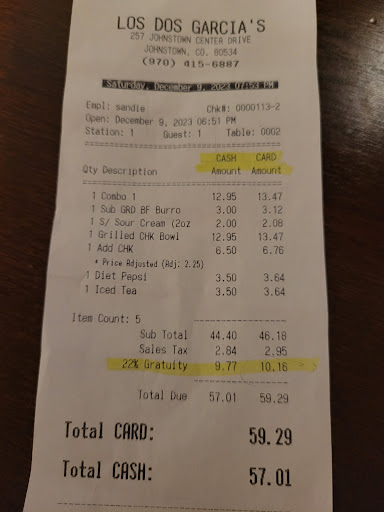 LOS DOS GARCIA'S
257 JOHNSTOWN CENTER DRIVE
JOHNSTOWN, CO. 80534
(970) 415-6887
Saturday, December 9, 2023 07:53 PM
Empl: sandie Chk#: 0000113-2
Open: December 9, 2023 06:51 PM
Station: 1 Guest: 1 Table: 0002
CASH CARD
Qty Description Amount Amount
1 Combo 1 12.95 13.47
1 Sub GRD BF Burro 3.00 3.12
1 S/ Sour Cream (2oz 2.00 2.08
1 Grilled CHK Bowl 12.95 13.47
1 Add CHK 6.50 6.76
* Price Adjusted (Adj: 2.25)
1 Diet Pepsi 3.50 3.64
1 Iced Tea 3.50 3.64
Item Count: 5
Sub Total 44.40 46.18
Sales Tax 2.84 2.95
22% Gratuity 9.77 10.16
Total Due 57.01 59.29
Total CARD: 59.29
Total CASH: 57.01